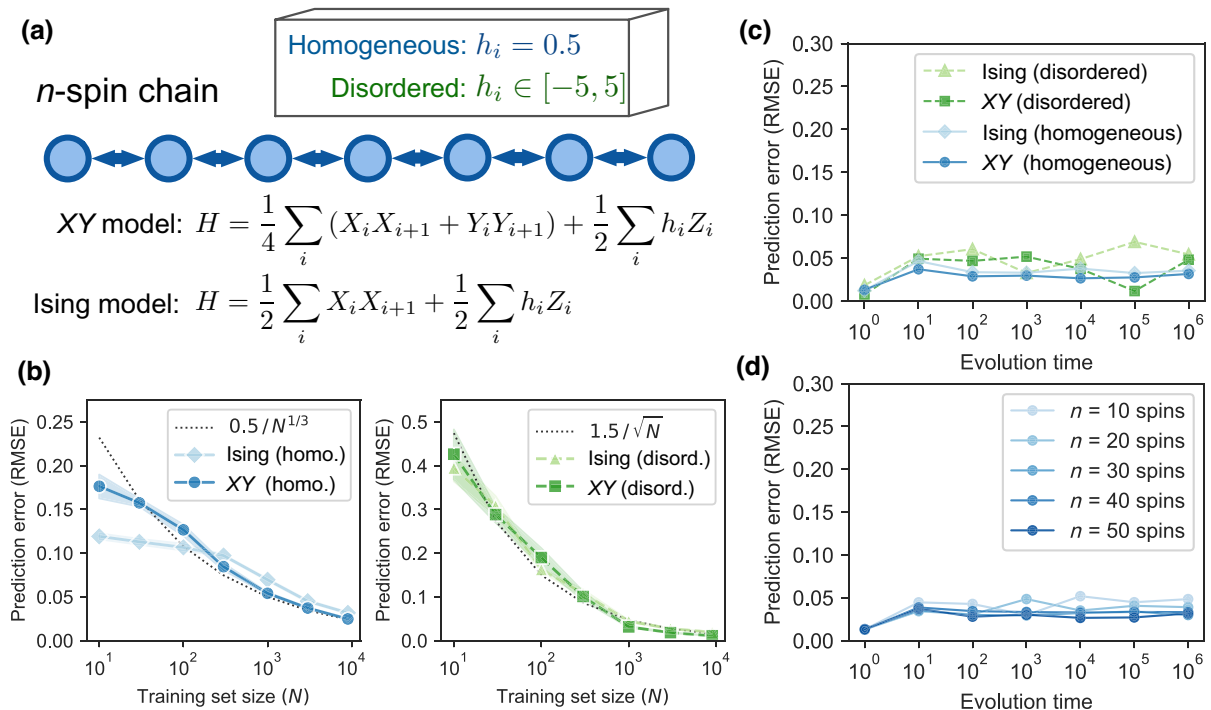 (a)
Homogeneous: h_i = 0.5
Disordered: h_i ∈ [−5, 5]
n-spin chain
XY model: H = 1/4 ∑_i (X_i X_{i+1} + Y_i Y_{i+1}) + 1/2 ∑_i h_i Z_i
Ising model: H = 1/2 ∑_i X_i X_{i+1} + 1/2 ∑_i h_i Z_i
(b)
Prediction error (RMSE)
0.25
0.20
0.15
0.10
0.05
0.00
0.5/N^{1/3}
Ising (homo.)
XY (homo.)
10^1 10^2 10^3 10^4
Training set size (N)
Prediction error (RMSE)
0.5
0.4
0.3
0.2
0.1
0.0
1.5/√N
Ising (disord.)
XY (disord.)
10^1 10^2 10^3 10^4
Training set size (N)
(c)
Prediction error (RMSE)
0.30
0.25
0.20
0.15
0.10
0.05
0.00
Ising (disordered)
XY (disordered)
Ising (homogeneous)
XY (homogeneous)
10^0 10^1 10^2 10^3 10^4 10^5 10^6
Evolution time
(d)
Prediction error (RMSE)
0.30
0.25
0.20
0.15
0.10
0.05
0.00
n = 10 spins
n = 20 spins
n = 30 spins
n = 40 spins
n = 50 spins
10^0 10^1 10^2 10^3 10^4 10^5 10^6
Evolution time